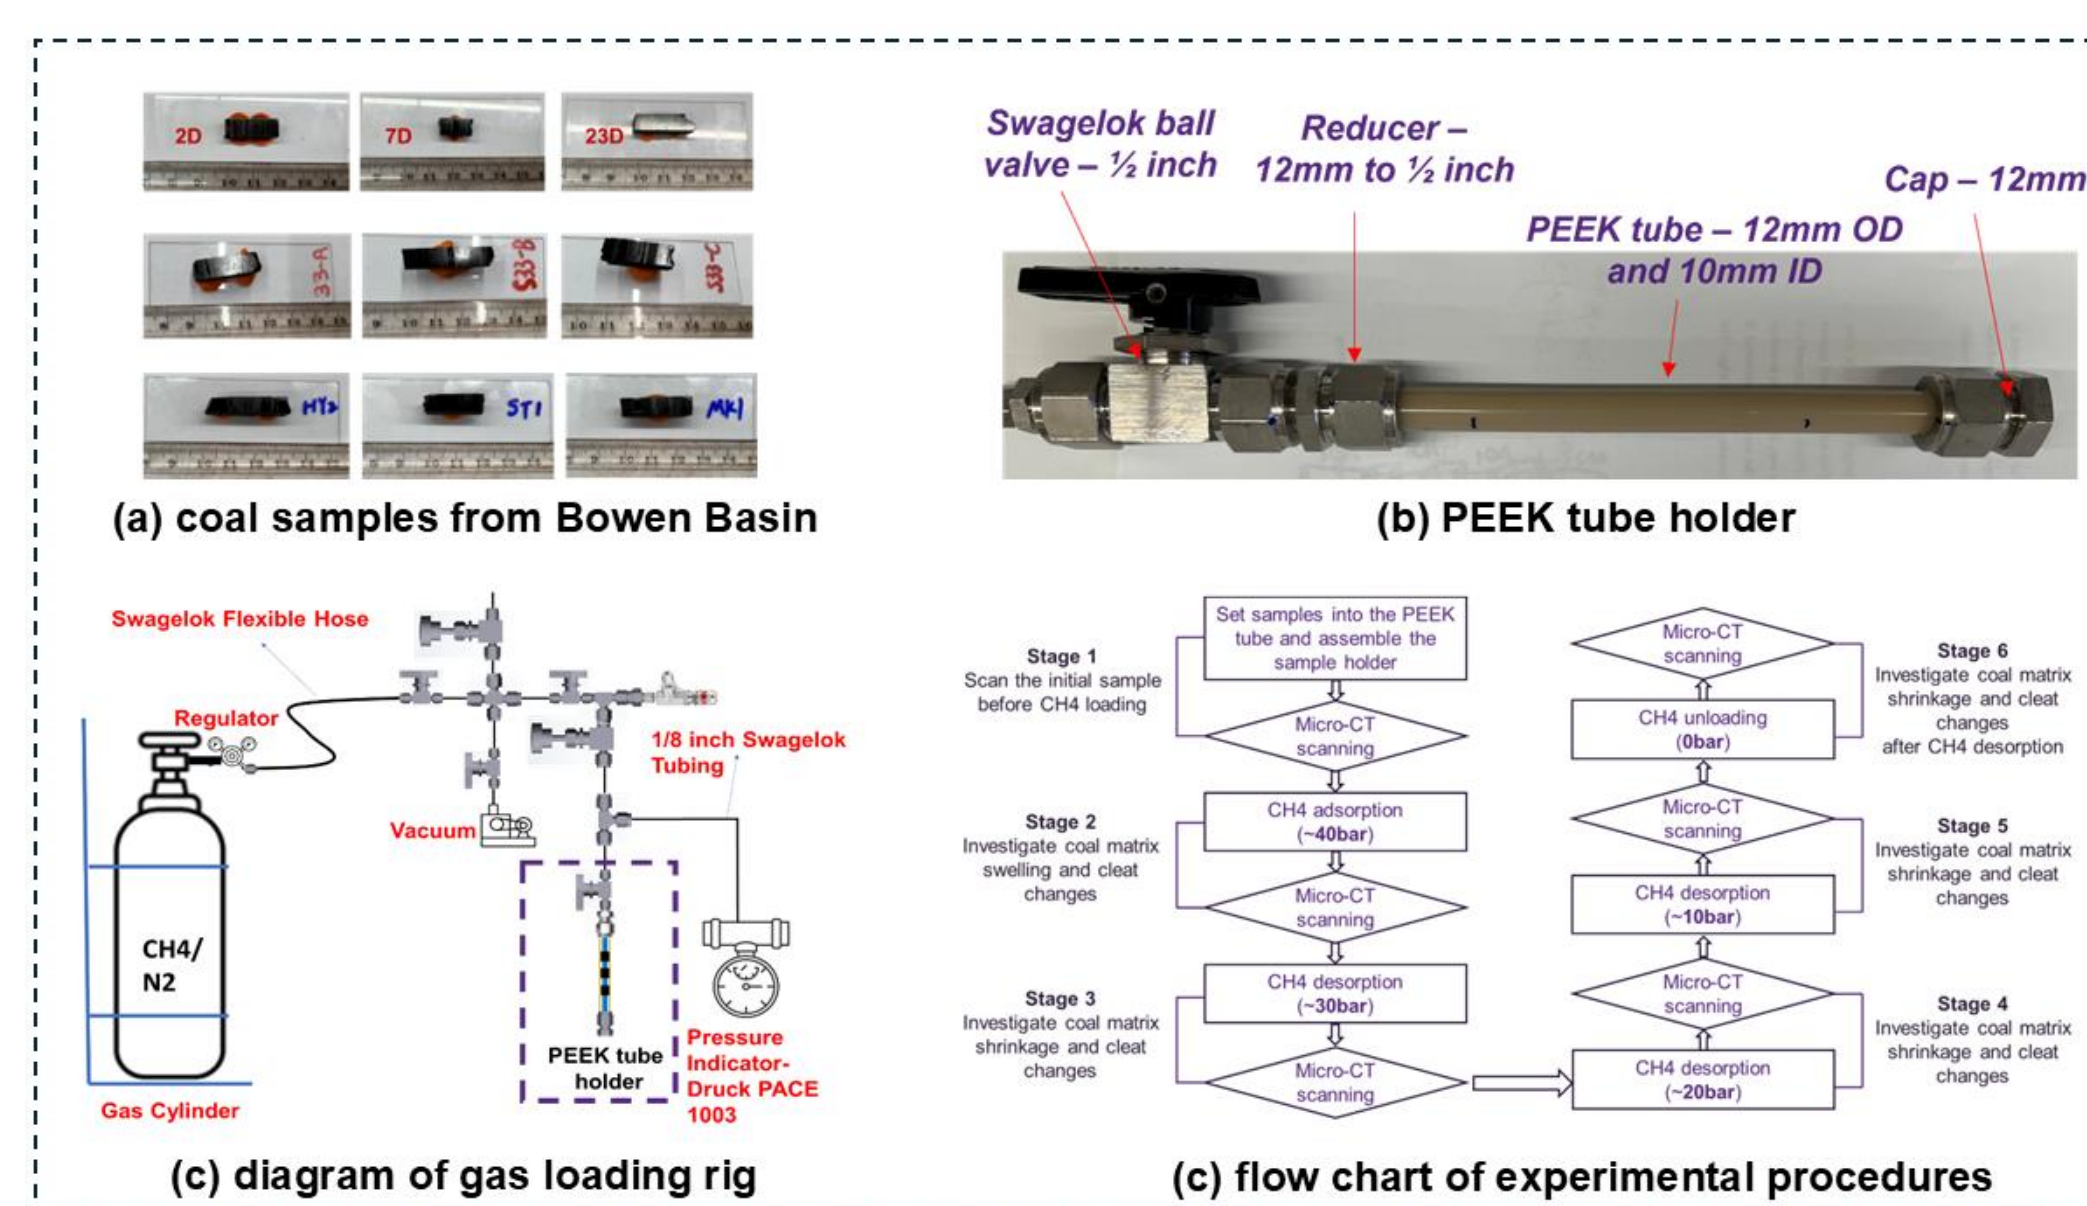 2D
7D
23D
33-A
S33-B
S33-C
HY2
ST1
MK1
(a) coal samples from Bowen Basin
Swagelok ball
valve – ½ inch
Reducer –
12mm to ½ inch
PEEK tube – 12mm OD
and 10mm ID
Cap – 12mm
(b) PEEK tube holder
Swagelok Flexible Hose
Regulator
1/8 inch Swagelok
Tubing
Vacuum
CH4/
N2
PEEK tube
holder
Pressure
Indicator-
Druck PACE
1003
Gas Cylinder
(c) diagram of gas loading rig
Stage 1
Scan the initial sample
before CH4 loading
Set samples into the PEEK
tube and assemble the
sample holder
Micro-CT
scanning
Stage 2
Investigate coal matrix
swelling and cleat
changes
CH4 adsorption
(~40bar)
Micro-CT
scanning
Stage 3
Investigate coal matrix
shrinkage and cleat
changes
CH4 desorption
(~30bar)
Micro-CT
scanning
CH4 desorption
(~20bar)
Micro-CT
scanning
Stage 4
Investigate coal matrix
shrinkage and cleat
changes
CH4 desorption
(~10bar)
Micro-CT
scanning
Stage 5
Investigate coal matrix
shrinkage and cleat
changes
CH4 unloading
(0bar)
Micro-CT
scanning
Stage 6
Investigate coal matrix
shrinkage and cleat
changes
after CH4 desorption
(c) flow chart of experimental procedures